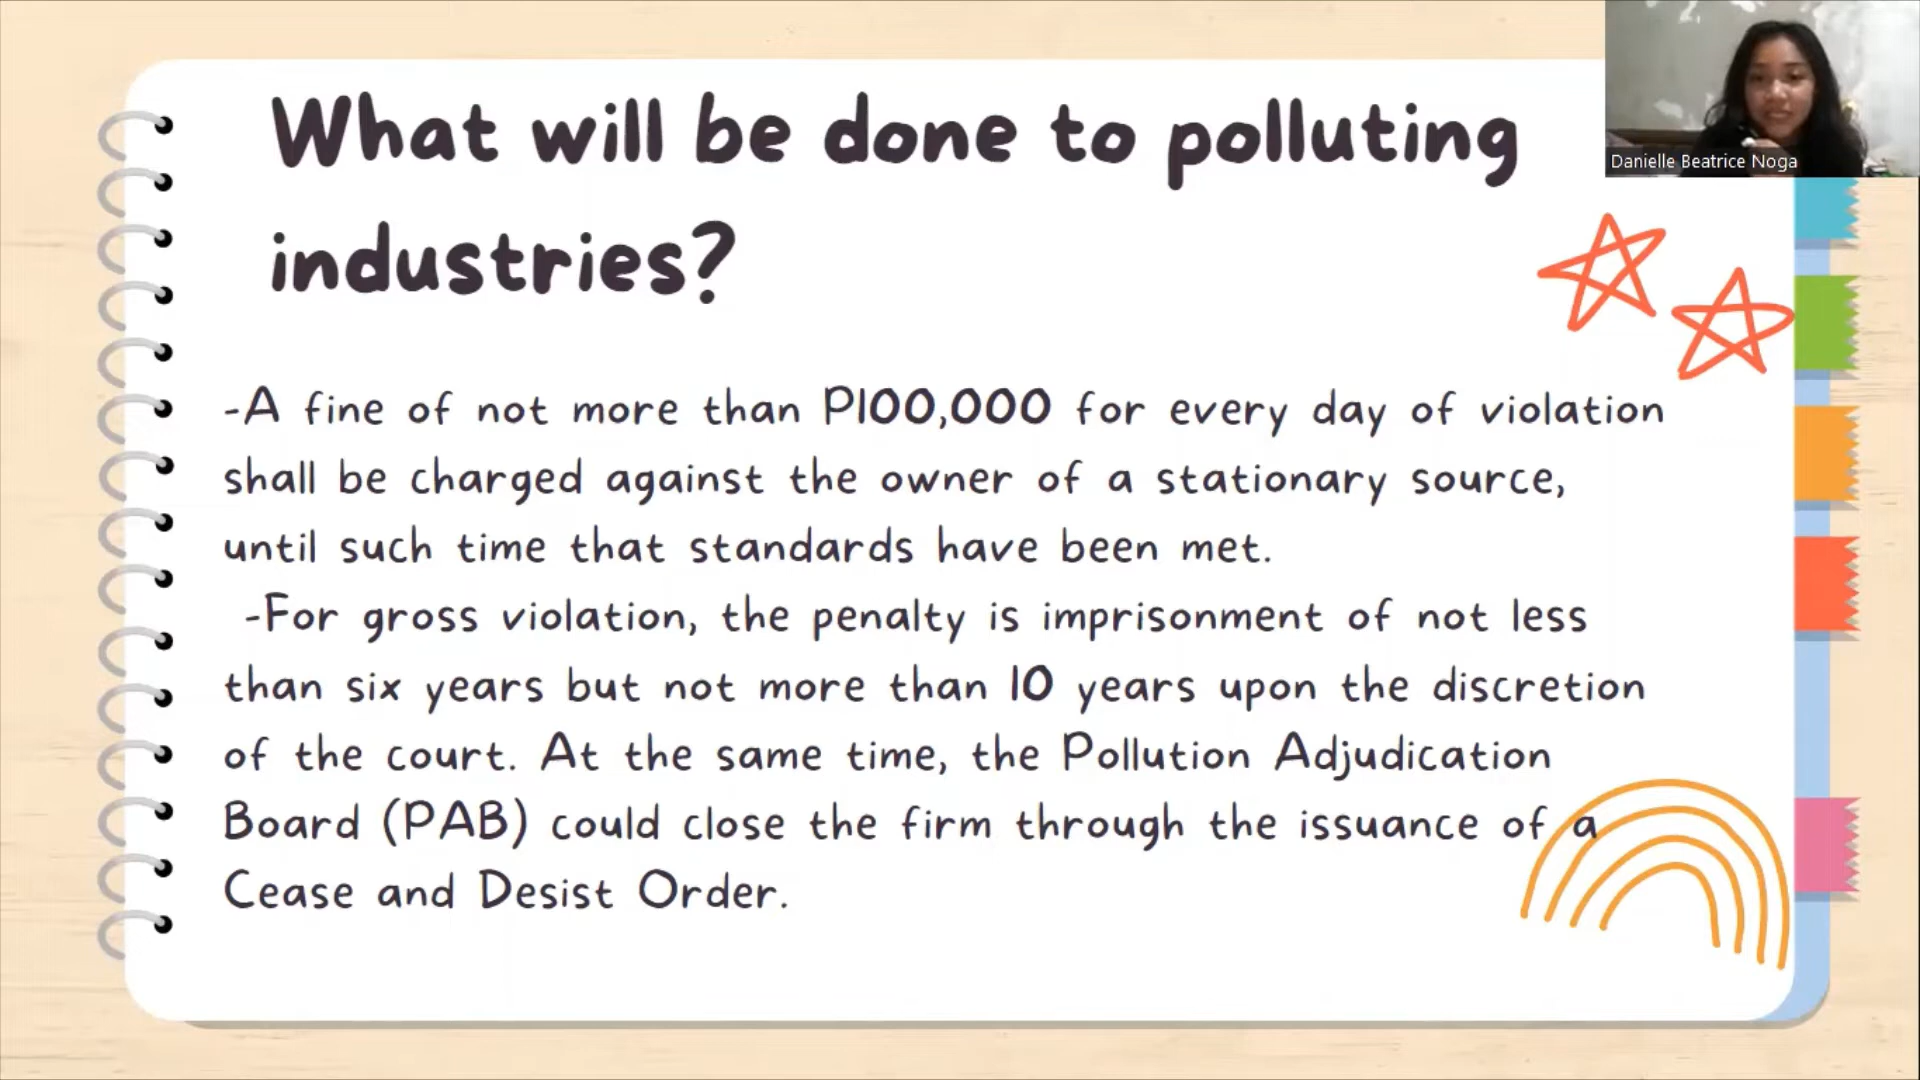 What will be done to polluting
industries?
Danielle Beatrice Noga
-A fine of not more than P100,000 for every day of violation
shall be charged against the owner of a stationary source,
until such time that standards have been met.
-For gross violation, the penalty is imprisonment of not less
than six years but not more than 10 years upon the discretion
of the court. At the same time, the Pollution Adjudication
Board (PAB) could close the firm through the issuance of a
Cease and Desist Order.